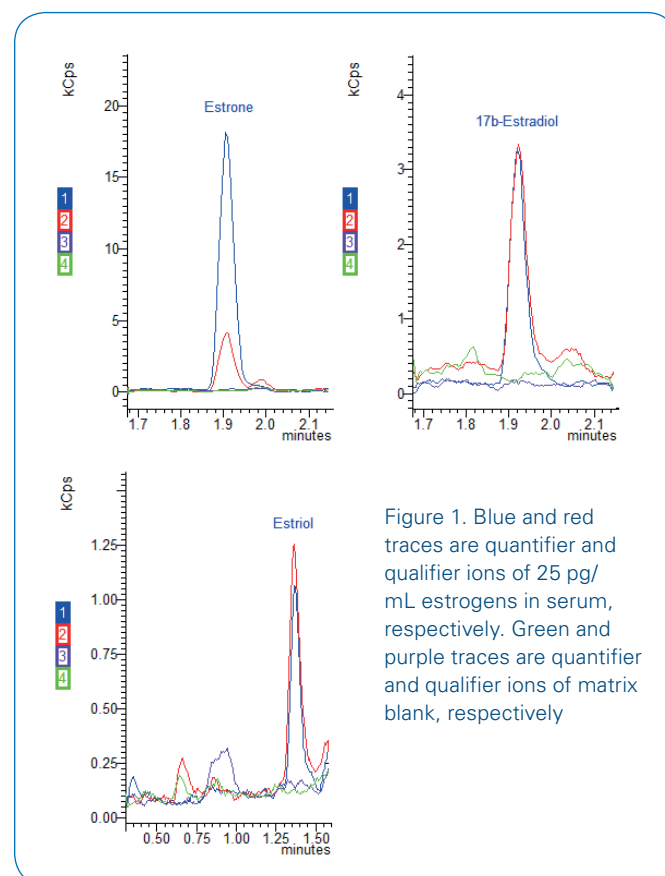 kCps
Estrone
20
15
10
5
0
1
2
3
4
1.7 1.8 1.9 2.0 2.1
minutes
kCps
17b-Estradiol
4
3
2
1
0
1
2
3
4
1.7 1.8 1.9 2.0 2.1
minutes
kCps
Estriol
1.25
1.00
0.75
0.50
0.25
0.00
1
2
3
4
0.50 0.75 1.00 1.25 1.50
minutes
Figure 1. Blue and red
traces are quantifier and
qualifier ions of 25 pg/
mL estrogens in serum,
respectively. Green and
purple traces are quantifier
and qualifier ions of matrix
blank, respectively